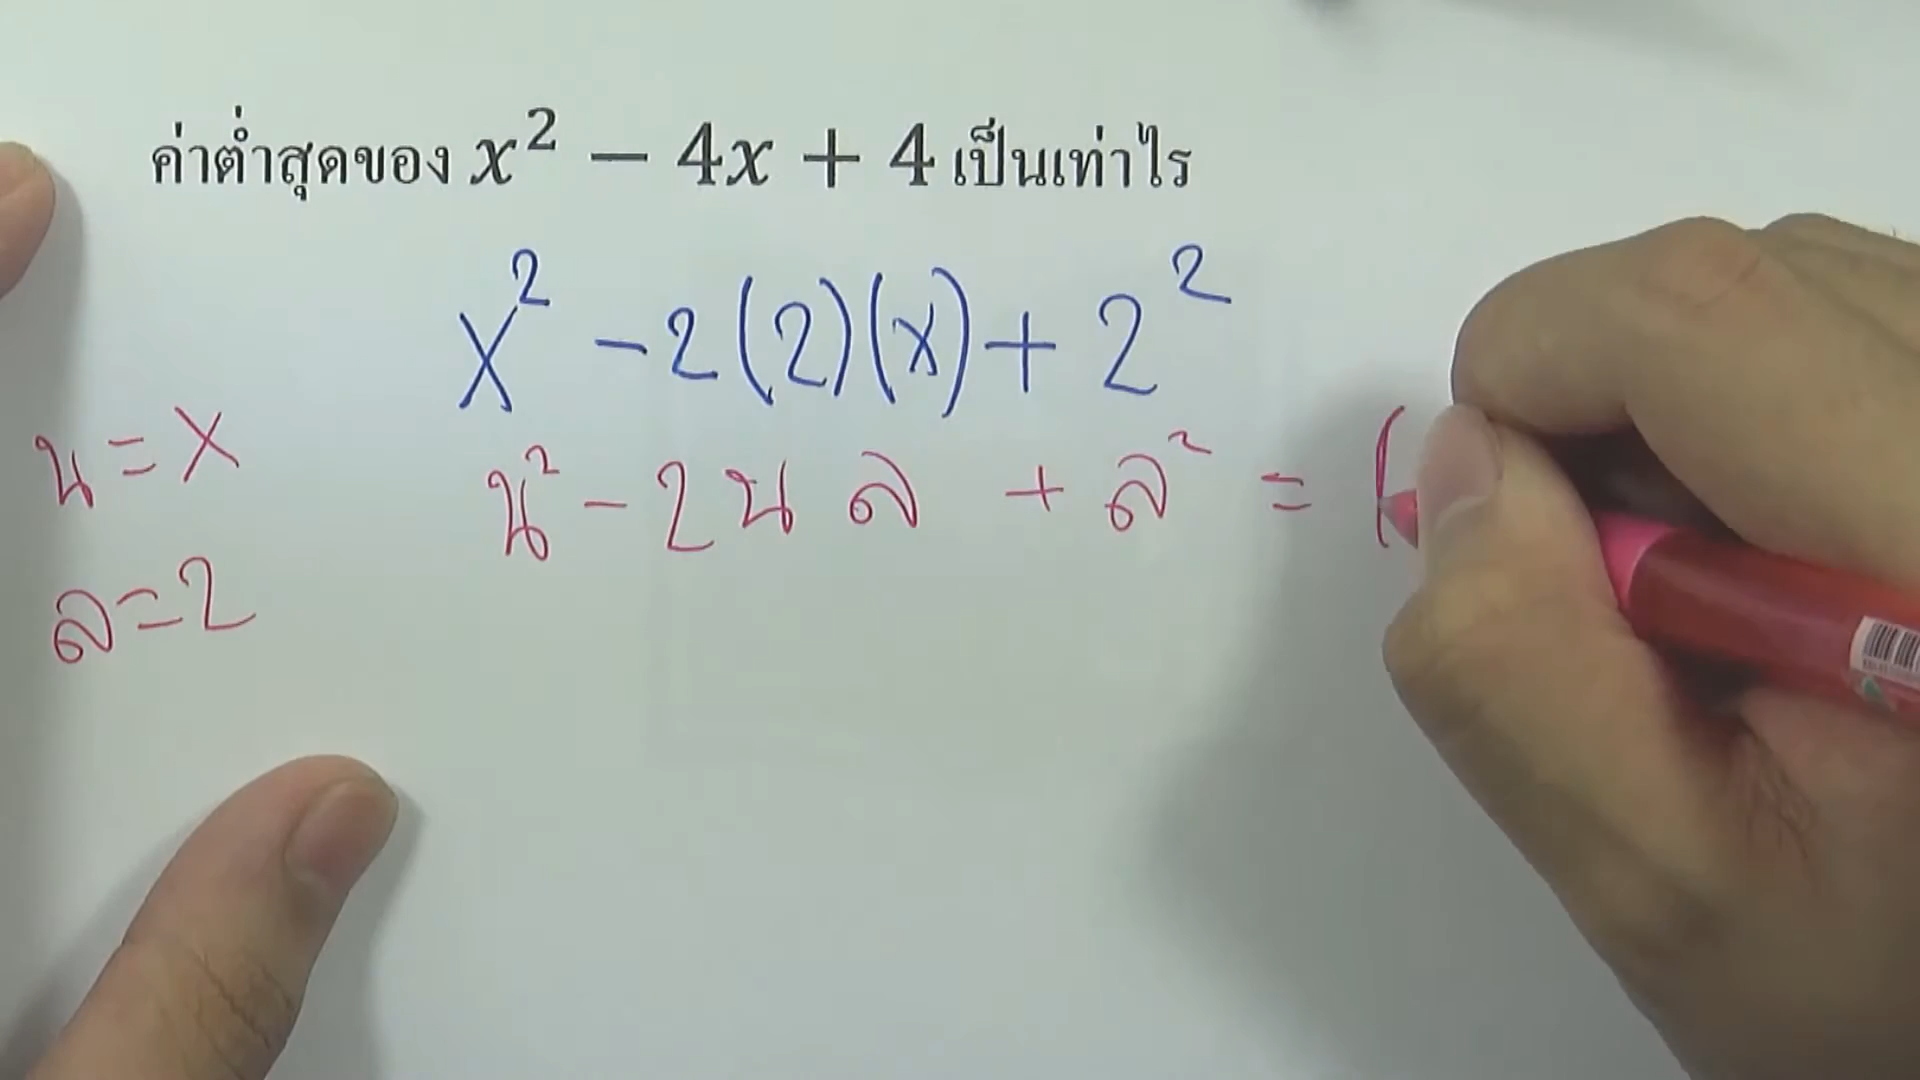 ค่าต่ำสุดของ x² − 4x + 4 เป็นเท่าไร
x² − 2(2)(x) + 2²
น = x
น² − 2 น ล + ล² = (
ล = 2